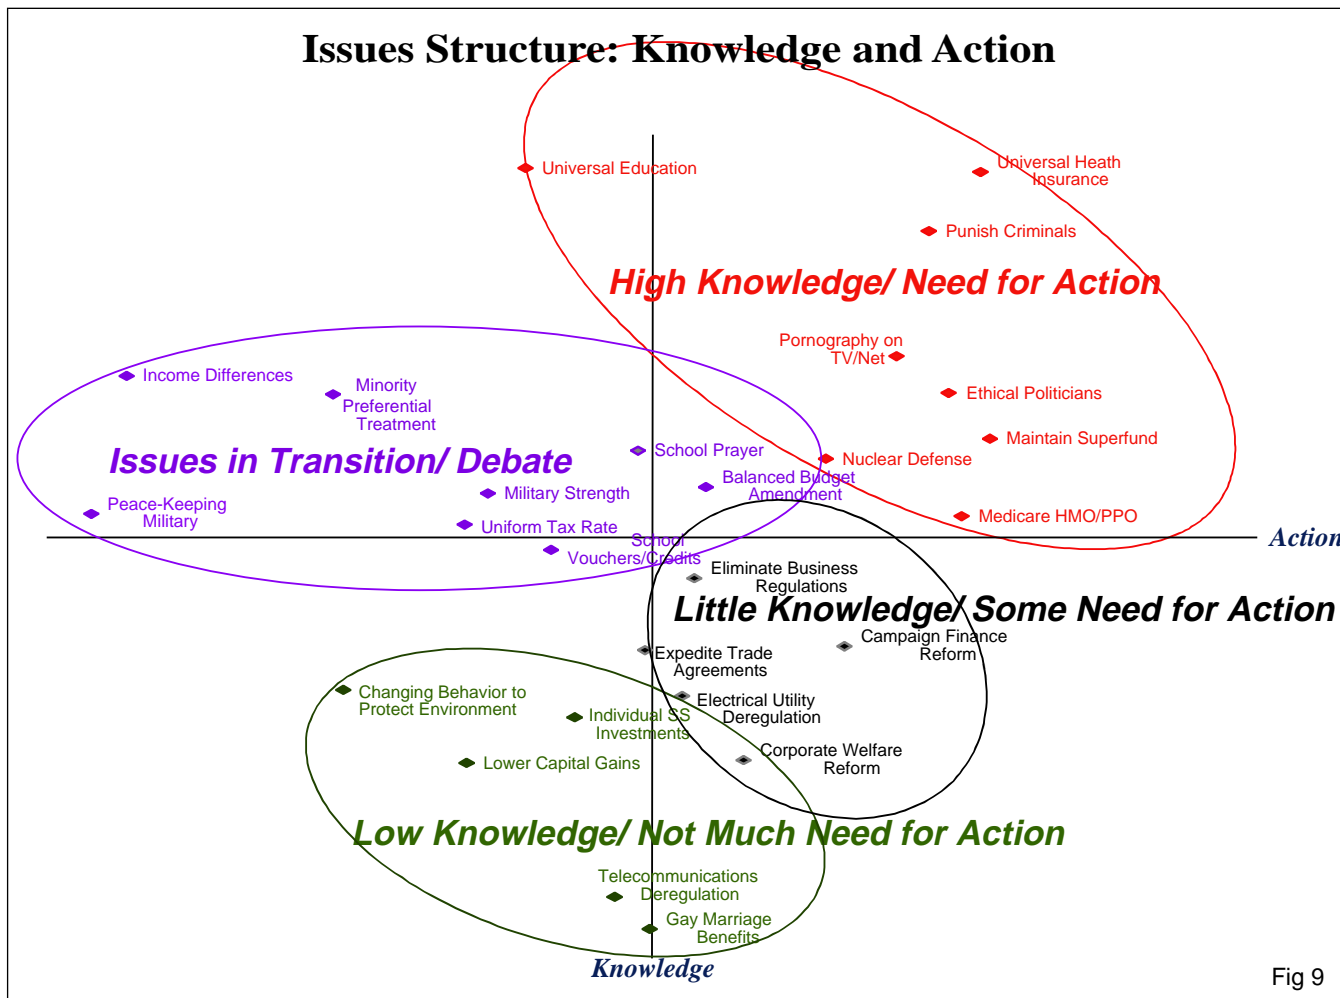 Issues Structure: Knowledge and Action
Universal Education
Universal Heath
Insurance
Punish Criminals
High Knowledge/ Need for Action
Pornography on
TV/Net
Ethical Politicians
Maintain Superfund
Nuclear Defense
Medicare HMO/PPO
Income Differences
Minority
Preferential
Treatment
Issues in Transition/ Debate
School Prayer
Balanced Budget
Amendment
Military Strength
Peace-Keeping
Military
Uniform Tax Rate
School
Vouchers/Credits
Action
Eliminate Business
Regulations
Little Knowledge/ Some Need for Action
Campaign Finance
Reform
Expedite Trade
Agreements
Electrical Utility
Deregulation
Corporate Welfare
Reform
Changing Behavior to
Protect Environment
Individual SS
Investments
Lower Capital Gains
Low Knowledge/ Not Much Need for Action
Telecommunications
Deregulation
Gay Marriage
Benefits
Knowledge
Fig 9